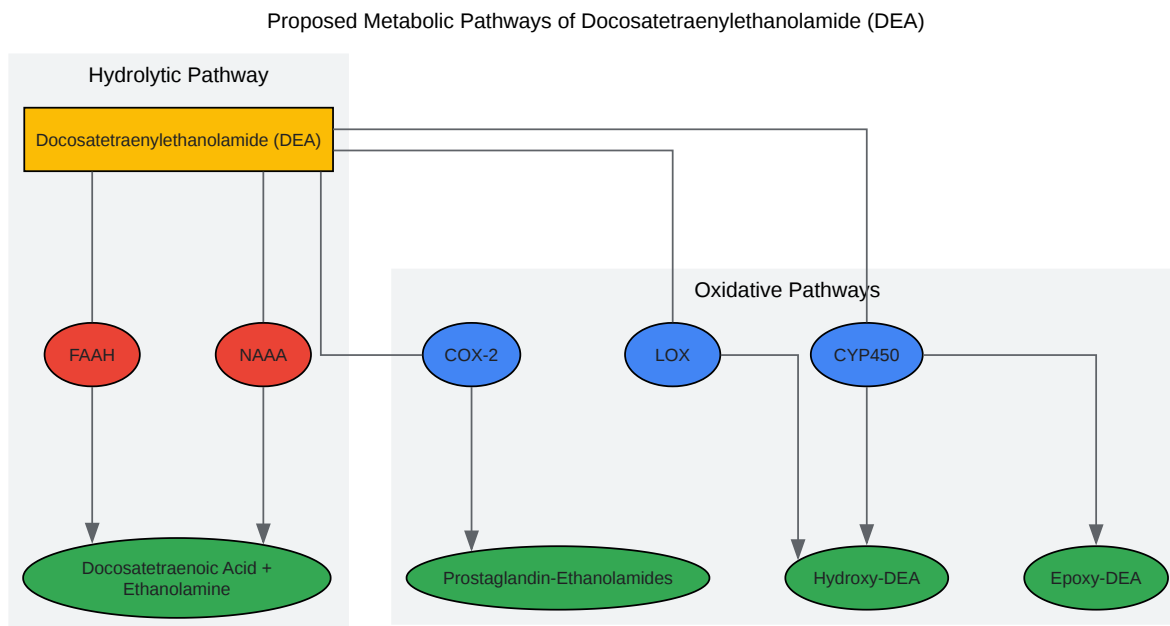 Proposed Metabolic Pathways of Docosatetraenylethanolamide (DEA)
Hydrolytic Pathway
Docosatetraenylethanolamide (DEA)
Oxidative Pathways
FAAH
NAAA
COX-2
LOX
CYP450
Docosatetraenoic Acid +
Ethanolamine
Prostaglandin-Ethanolamides
Hydroxy-DEA
Epoxy-DEA